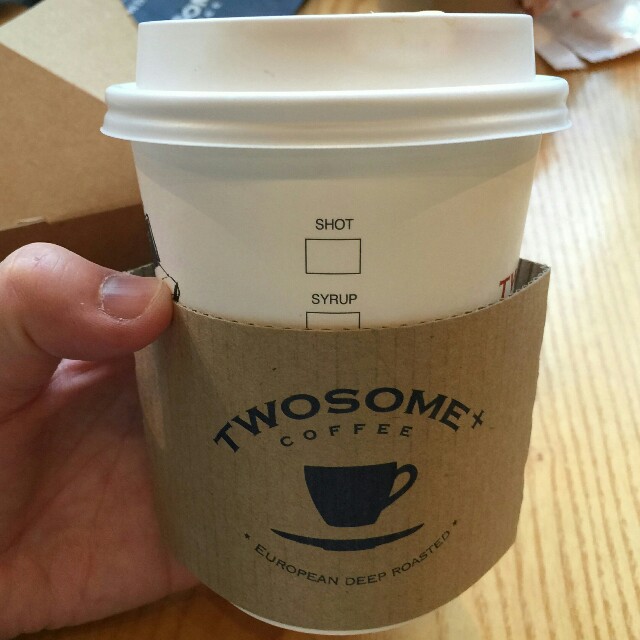 SHOT
SYRUP
TWOSOME+
COFFEE
• EUROPEAN DEEP ROASTED •